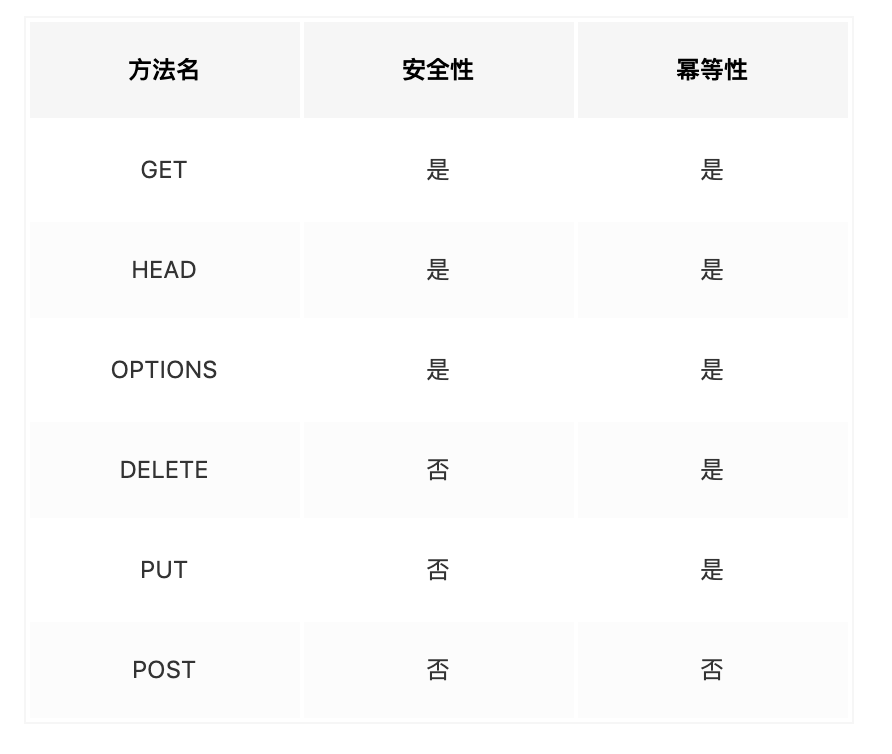 方法名 安全性 幂等性
GET 是 是
HEAD 是 是
OPTIONS 是 是
DELETE 否 是
PUT 否 是
POST 否 否